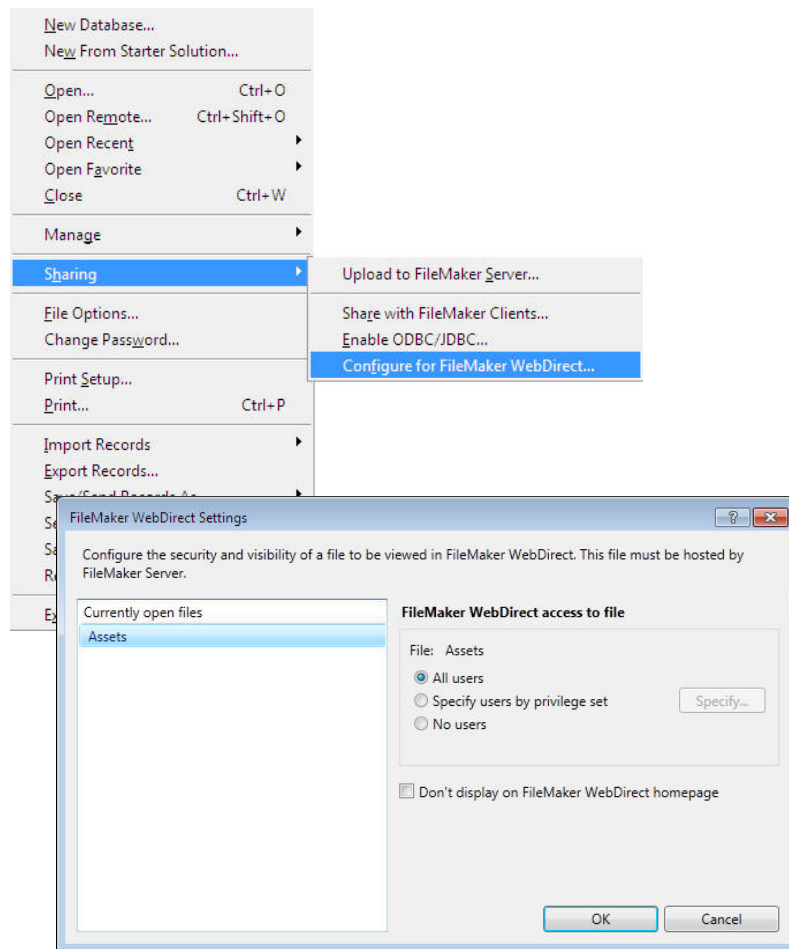 New Database...
New From Starter Solution...
Open... Ctrl+O
Open Remote... Ctrl+Shift+O
Open Recent
Open Favorite
Close Ctrl+W
Manage
Sharing
Upload to FileMaker Server...
Share with FileMaker Clients...
Enable ODBC/JDBC...
Configure for FileMaker WebDirect...
File Options...
Change Password...
Print Setup...
Print... Ctrl+P
Import Records
Export Records...
FileMaker WebDirect Settings
Configure the security and visibility of a file to be viewed in FileMaker WebDirect. This file must be hosted by
FileMaker Server.
Currently open files
Assets
FileMaker WebDirect access to file
File: Assets
All users
Specify users by privilege set
Specify...
No users
Don't display on FileMaker WebDirect homepage
OK
Cancel